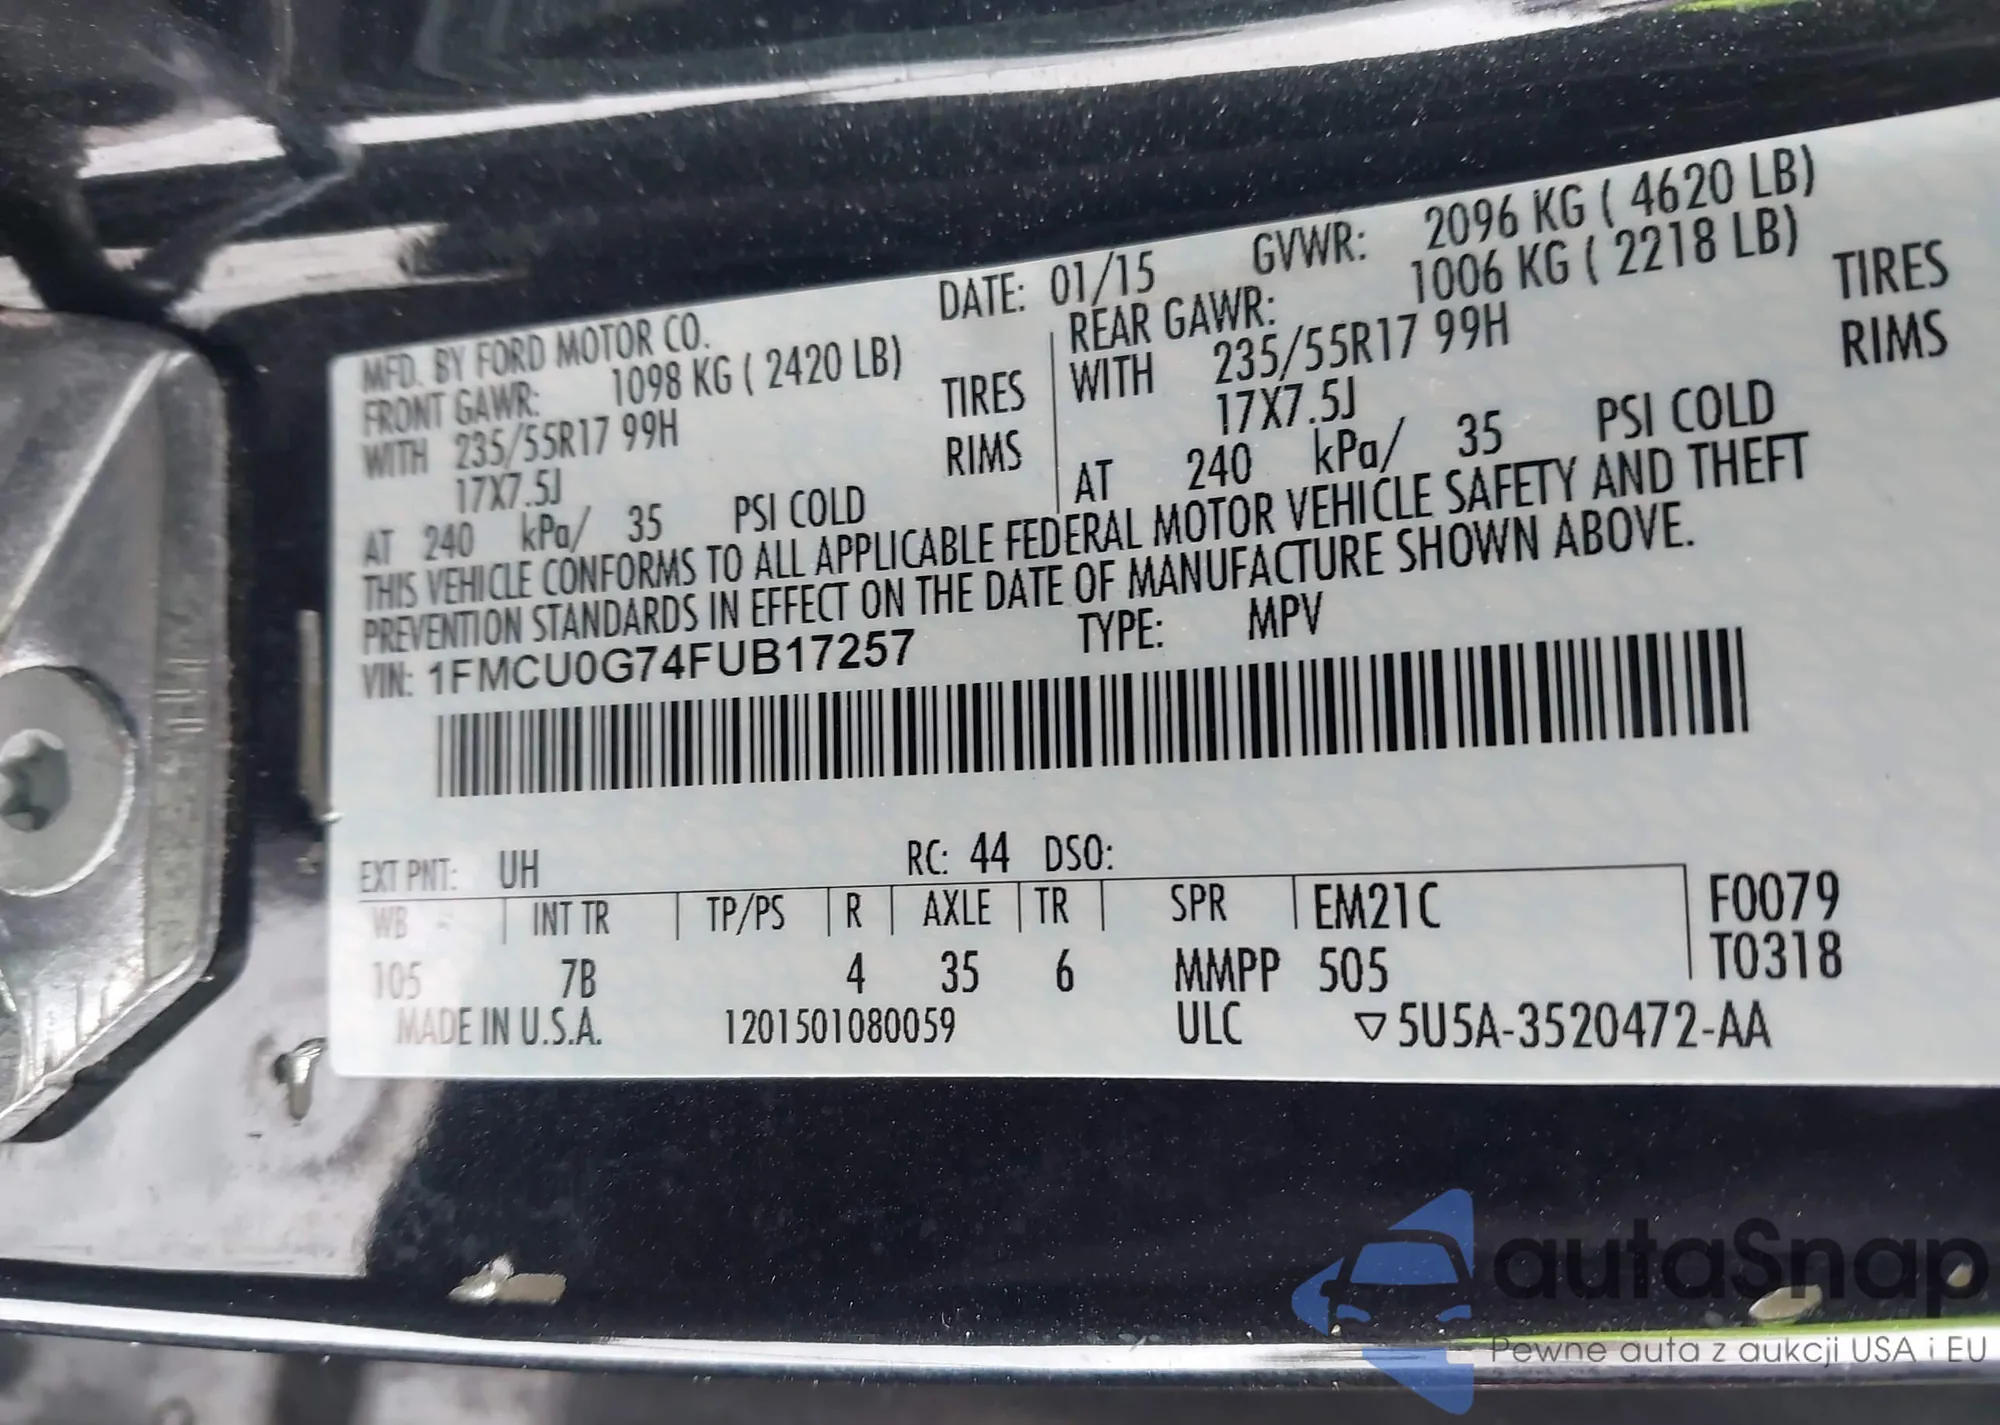 MFD. BY FORD MOTOR CO. DATE: 01/15 GVWR: 2096 KG ( 4620 LB)
FRONT GAWR: 1098 KG ( 2420 LB) REAR GAWR: 1006 KG ( 2218 LB)
WITH 235/55R17 99H TIRES WITH 235/55R17 99H TIRES
17X7.5J RIMS 17X7.5J RIMS
AT 240 kPa/ 35 PSI COLD AT 240 kPa/ 35 PSI COLD
THIS VEHICLE CONFORMS TO ALL APPLICABLE FEDERAL MOTOR VEHICLE SAFETY AND THEFT
PREVENTION STANDARDS IN EFFECT ON THE DATE OF MANUFACTURE SHOWN ABOVE.
VIN: 1FMCU0G74FUB17257 TYPE: MPV
EXT PNT: UH RC: 44 DSO:
WB INT TR TP/PS R AXLE TR SPR EM21C F0079
105 7B 4 35 6 MMPP 505 T0318
MADE IN U.S.A. 1201501080059 ULC ▽5U5A-3520472-AA
autaSnap
Pewne auta z aukcji USA i EU